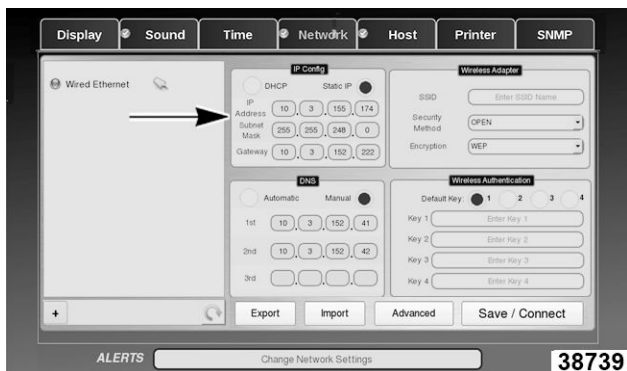 Display Sound Time Network Host Printer SNMP
Wired Ethernet
IP Config
DHCP Static IP
IP Address 10 . 3 . 155 . 174
Subnet Mask 255 . 255 . 248 . 0
Gateway 10 . 3 . 152 . 222
DNS
Automatic Manual
1st 10 . 3 . 152 . 41
2nd 10 . 3 . 152 . 42
3rd . . .
Wireless Adapter
SSID Enter SSID Name
Security Method OPEN
Encryption WEP
Wireless Authentication
Default Key: 1 2 3 4
Key 1 Enter Key 1
Key 2 Enter Key 2
Key 3 Enter Key 3
Key 4 Enter Key 4
+ Export Import Advanced Save / Connect
ALERTS Change Network Settings
38739